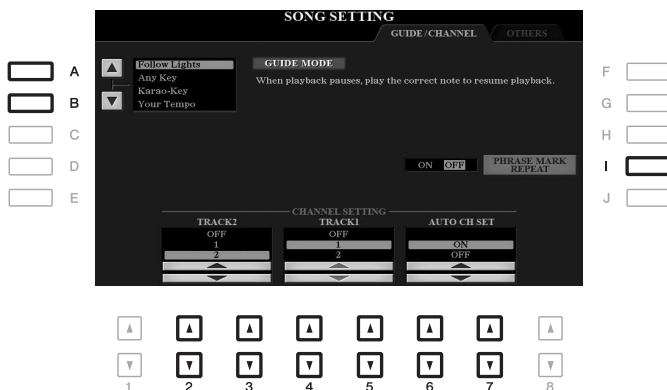 SONG SETTING
GUIDE/CHANNEL
OTHERS
Follow Lights
Any Key
Karao-Key
Your Tempo
GUIDE MODE
When playback pauses, play the correct note to resume playback.
ON OFF
PHRASE MARK
REPEAT
CHANNEL SETTING
TRACK2
OFF
1
2
TRACK1
OFF
1
2
AUTO CH SET
ON
OFF
A
B
C
D
E
F
G
H
I
J
1 2 3 4 5 6 7 8